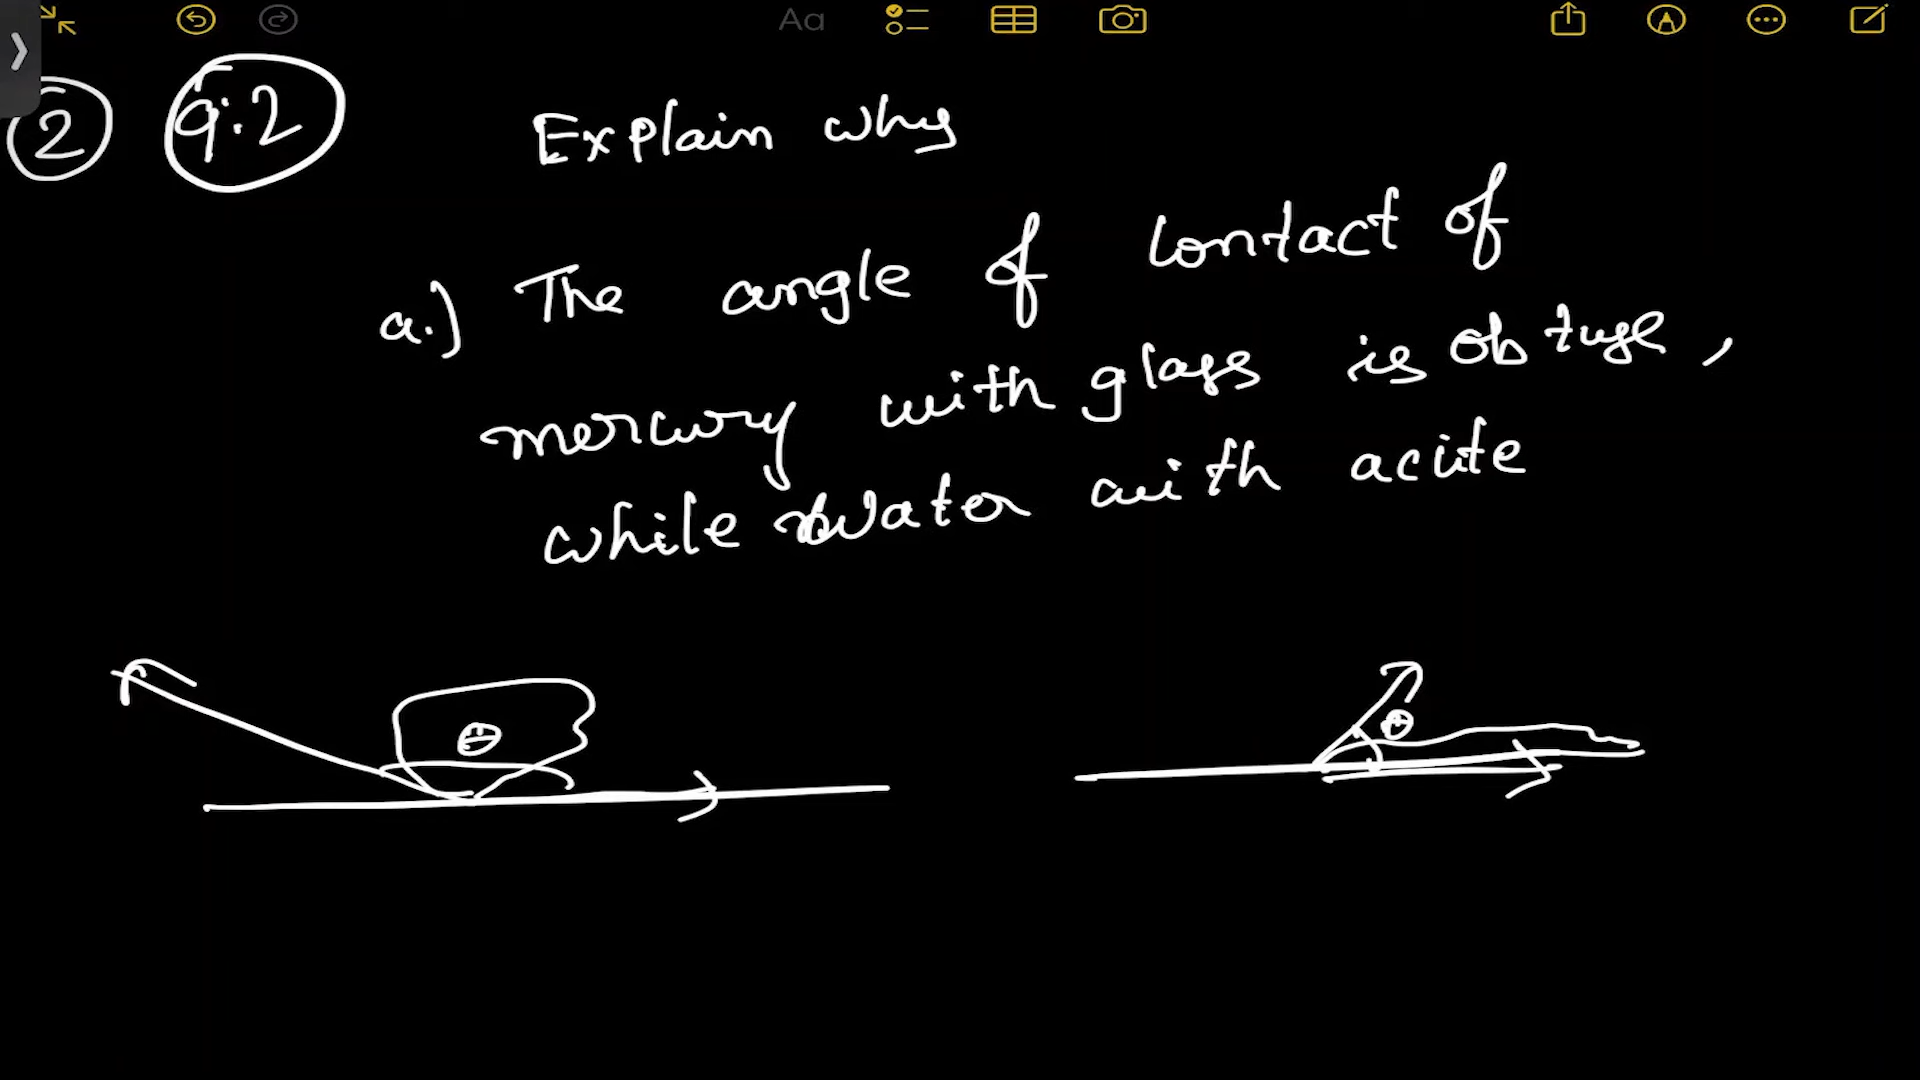 Aa
② 9:2 Explain why
a.) The angle of contact of
mercury with glass is obtuse,
while water with acute
θ θ